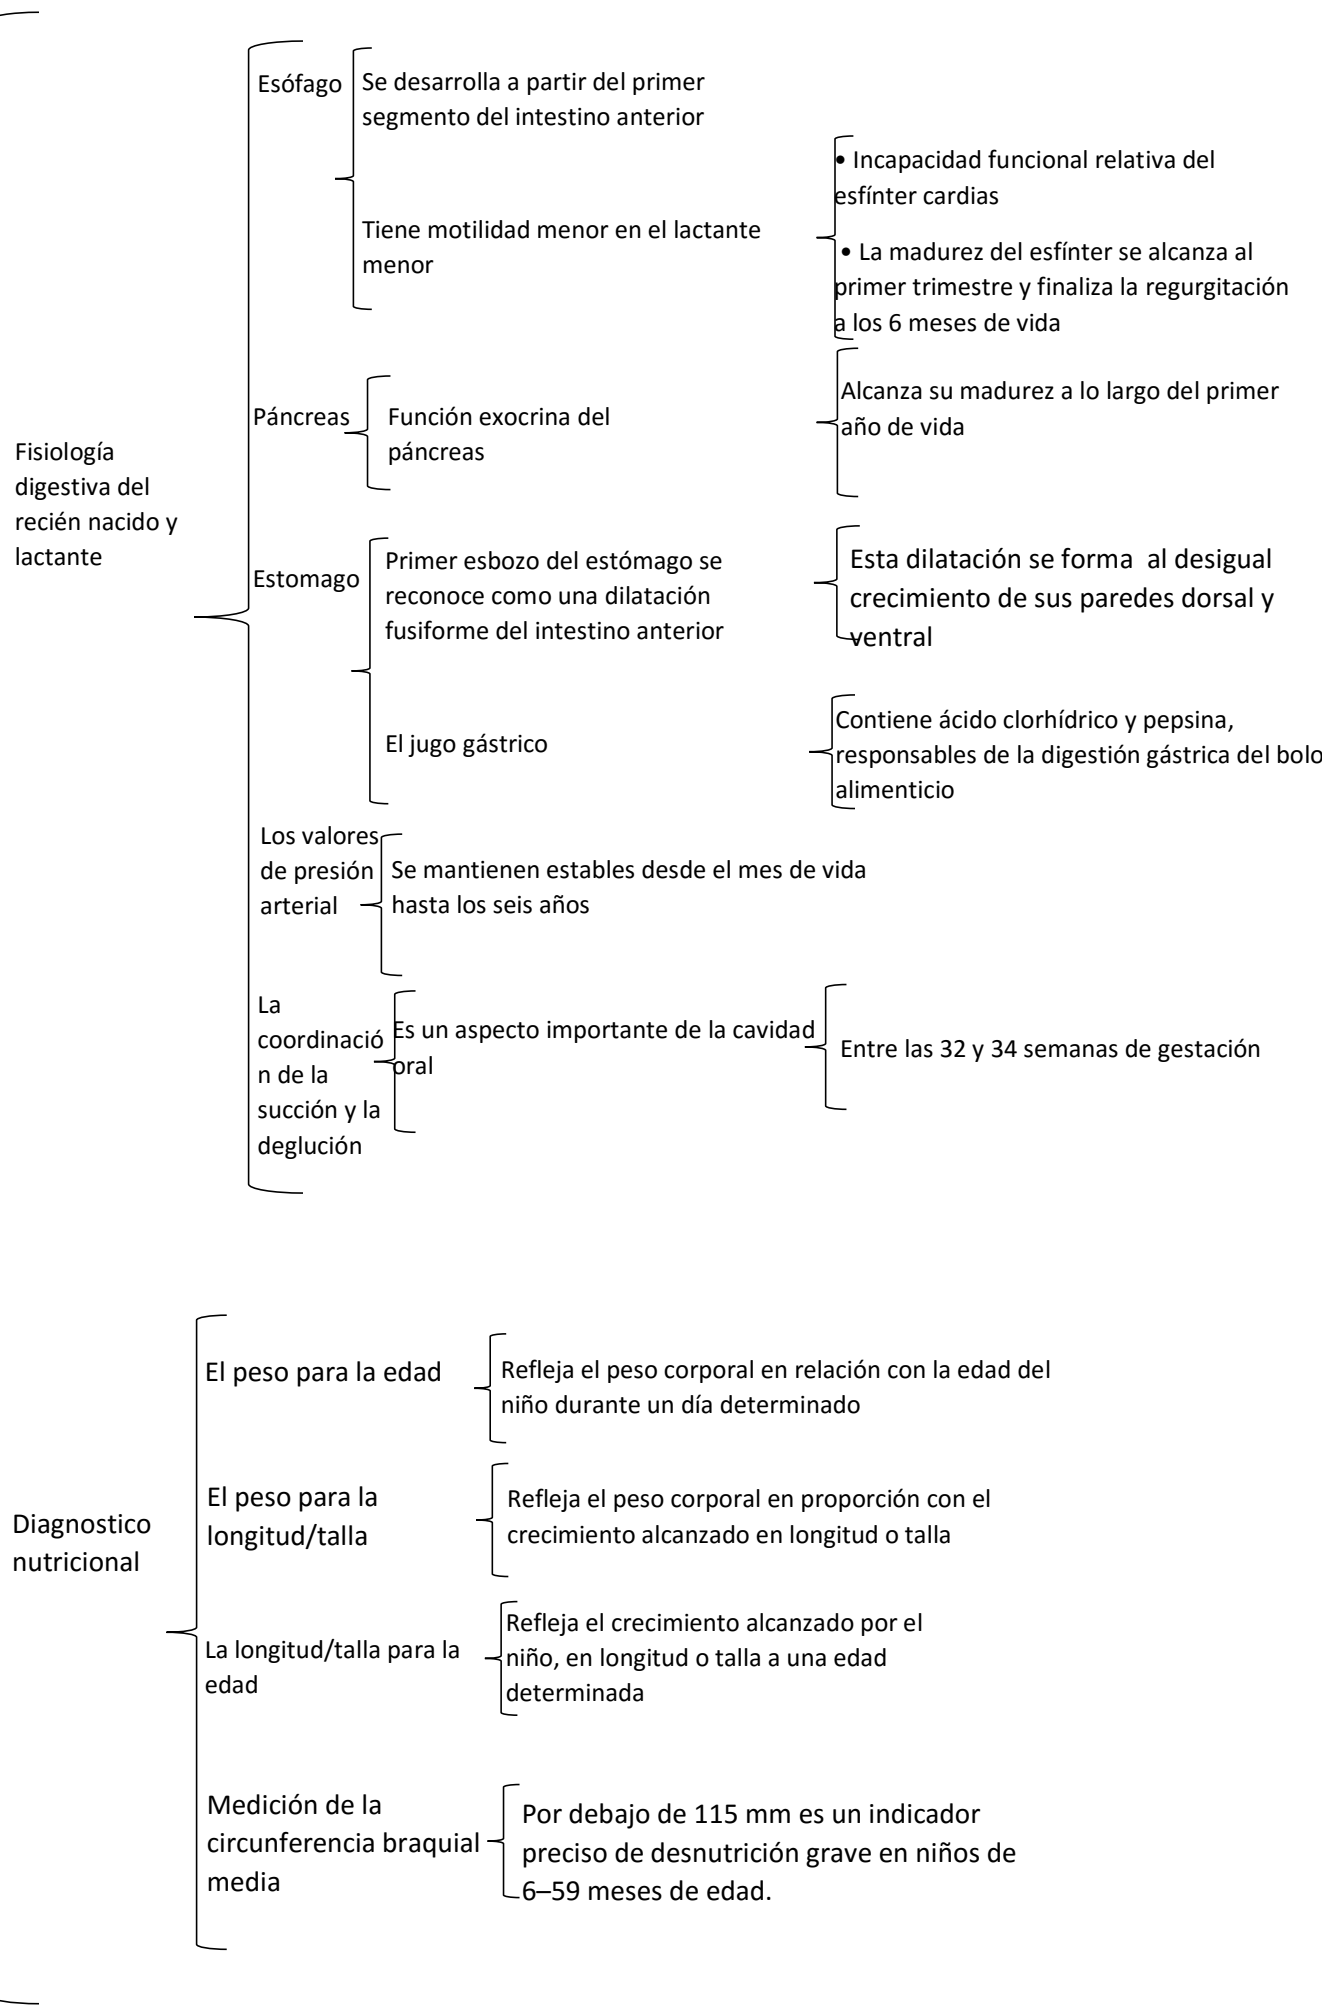 Fisiología
digestiva del
recién nacido y
lactante
Esófago
Se desarrolla a partir del primer
segmento del intestino anterior
Tiene motilidad menor en el lactante
menor
• Incapacidad funcional relativa del
esfínter cardias
• La madurez del esfínter se alcanza al
primer trimestre y finaliza la regurgitación
a los 6 meses de vida
Páncreas
Función exocrina del
páncreas
Alcanza su madurez a lo largo del primer
año de vida
Estomago
Primer esbozo del estómago se
reconoce como una dilatación
fusiforme del intestino anterior
Esta dilatación se forma al desigual
crecimiento de sus paredes dorsal y
ventral
El jugo gástrico
Contiene ácido clorhídrico y pepsina,
responsables de la digestión gástrica del bolo
alimenticio
Los valores
de presión
arterial
Se mantienen estables desde el mes de vida
hasta los seis años
La
coordinació
n de la
succión y la
deglución
Es un aspecto importante de la cavidad
oral
Entre las 32 y 34 semanas de gestación
Diagnostico
nutricional
El peso para la edad
Refleja el peso corporal en relación con la edad del
niño durante un día determinado
El peso para la
longitud/talla
Refleja el peso corporal en proporción con el
crecimiento alcanzado en longitud o talla
La longitud/talla para la
edad
Refleja el crecimiento alcanzado por el
niño, en longitud o talla a una edad
determinada
Medición de la
circunferencia braquial
media
Por debajo de 115 mm es un indicador
preciso de desnutrición grave en niños de
6–59 meses de edad.